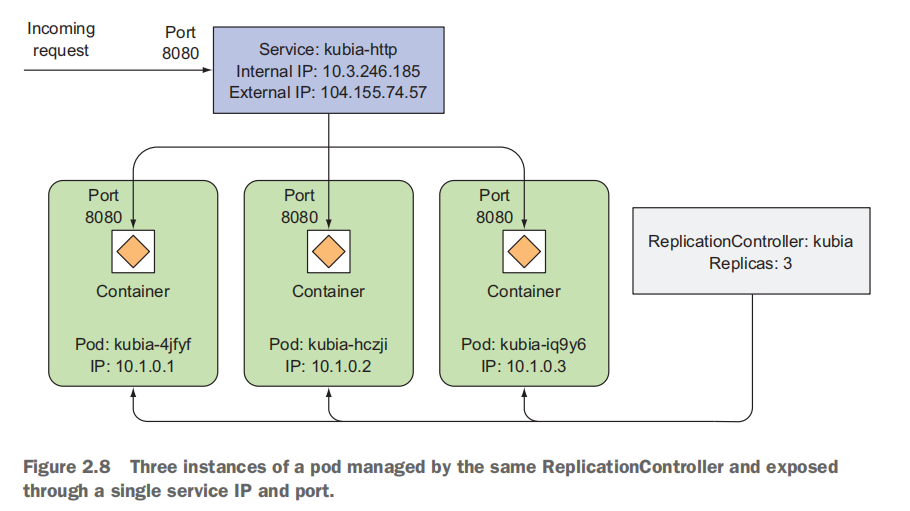 Incoming
request
Port
8080
Service: kubia-http
Internal IP: 10.3.246.185
External IP: 104.155.74.57
Port
8080
Container
Pod: kubia-4jfyf
IP: 10.1.0.1
Port
8080
Container
Pod: kubia-hczji
IP: 10.1.0.2
Port
8080
Container
Pod: kubia-iq9y6
IP: 10.1.0.3
ReplicationController: kubia
Replicas: 3
Figure 2.8 Three instances of a pod managed by the same ReplicationController and exposed
through a single service IP and port.